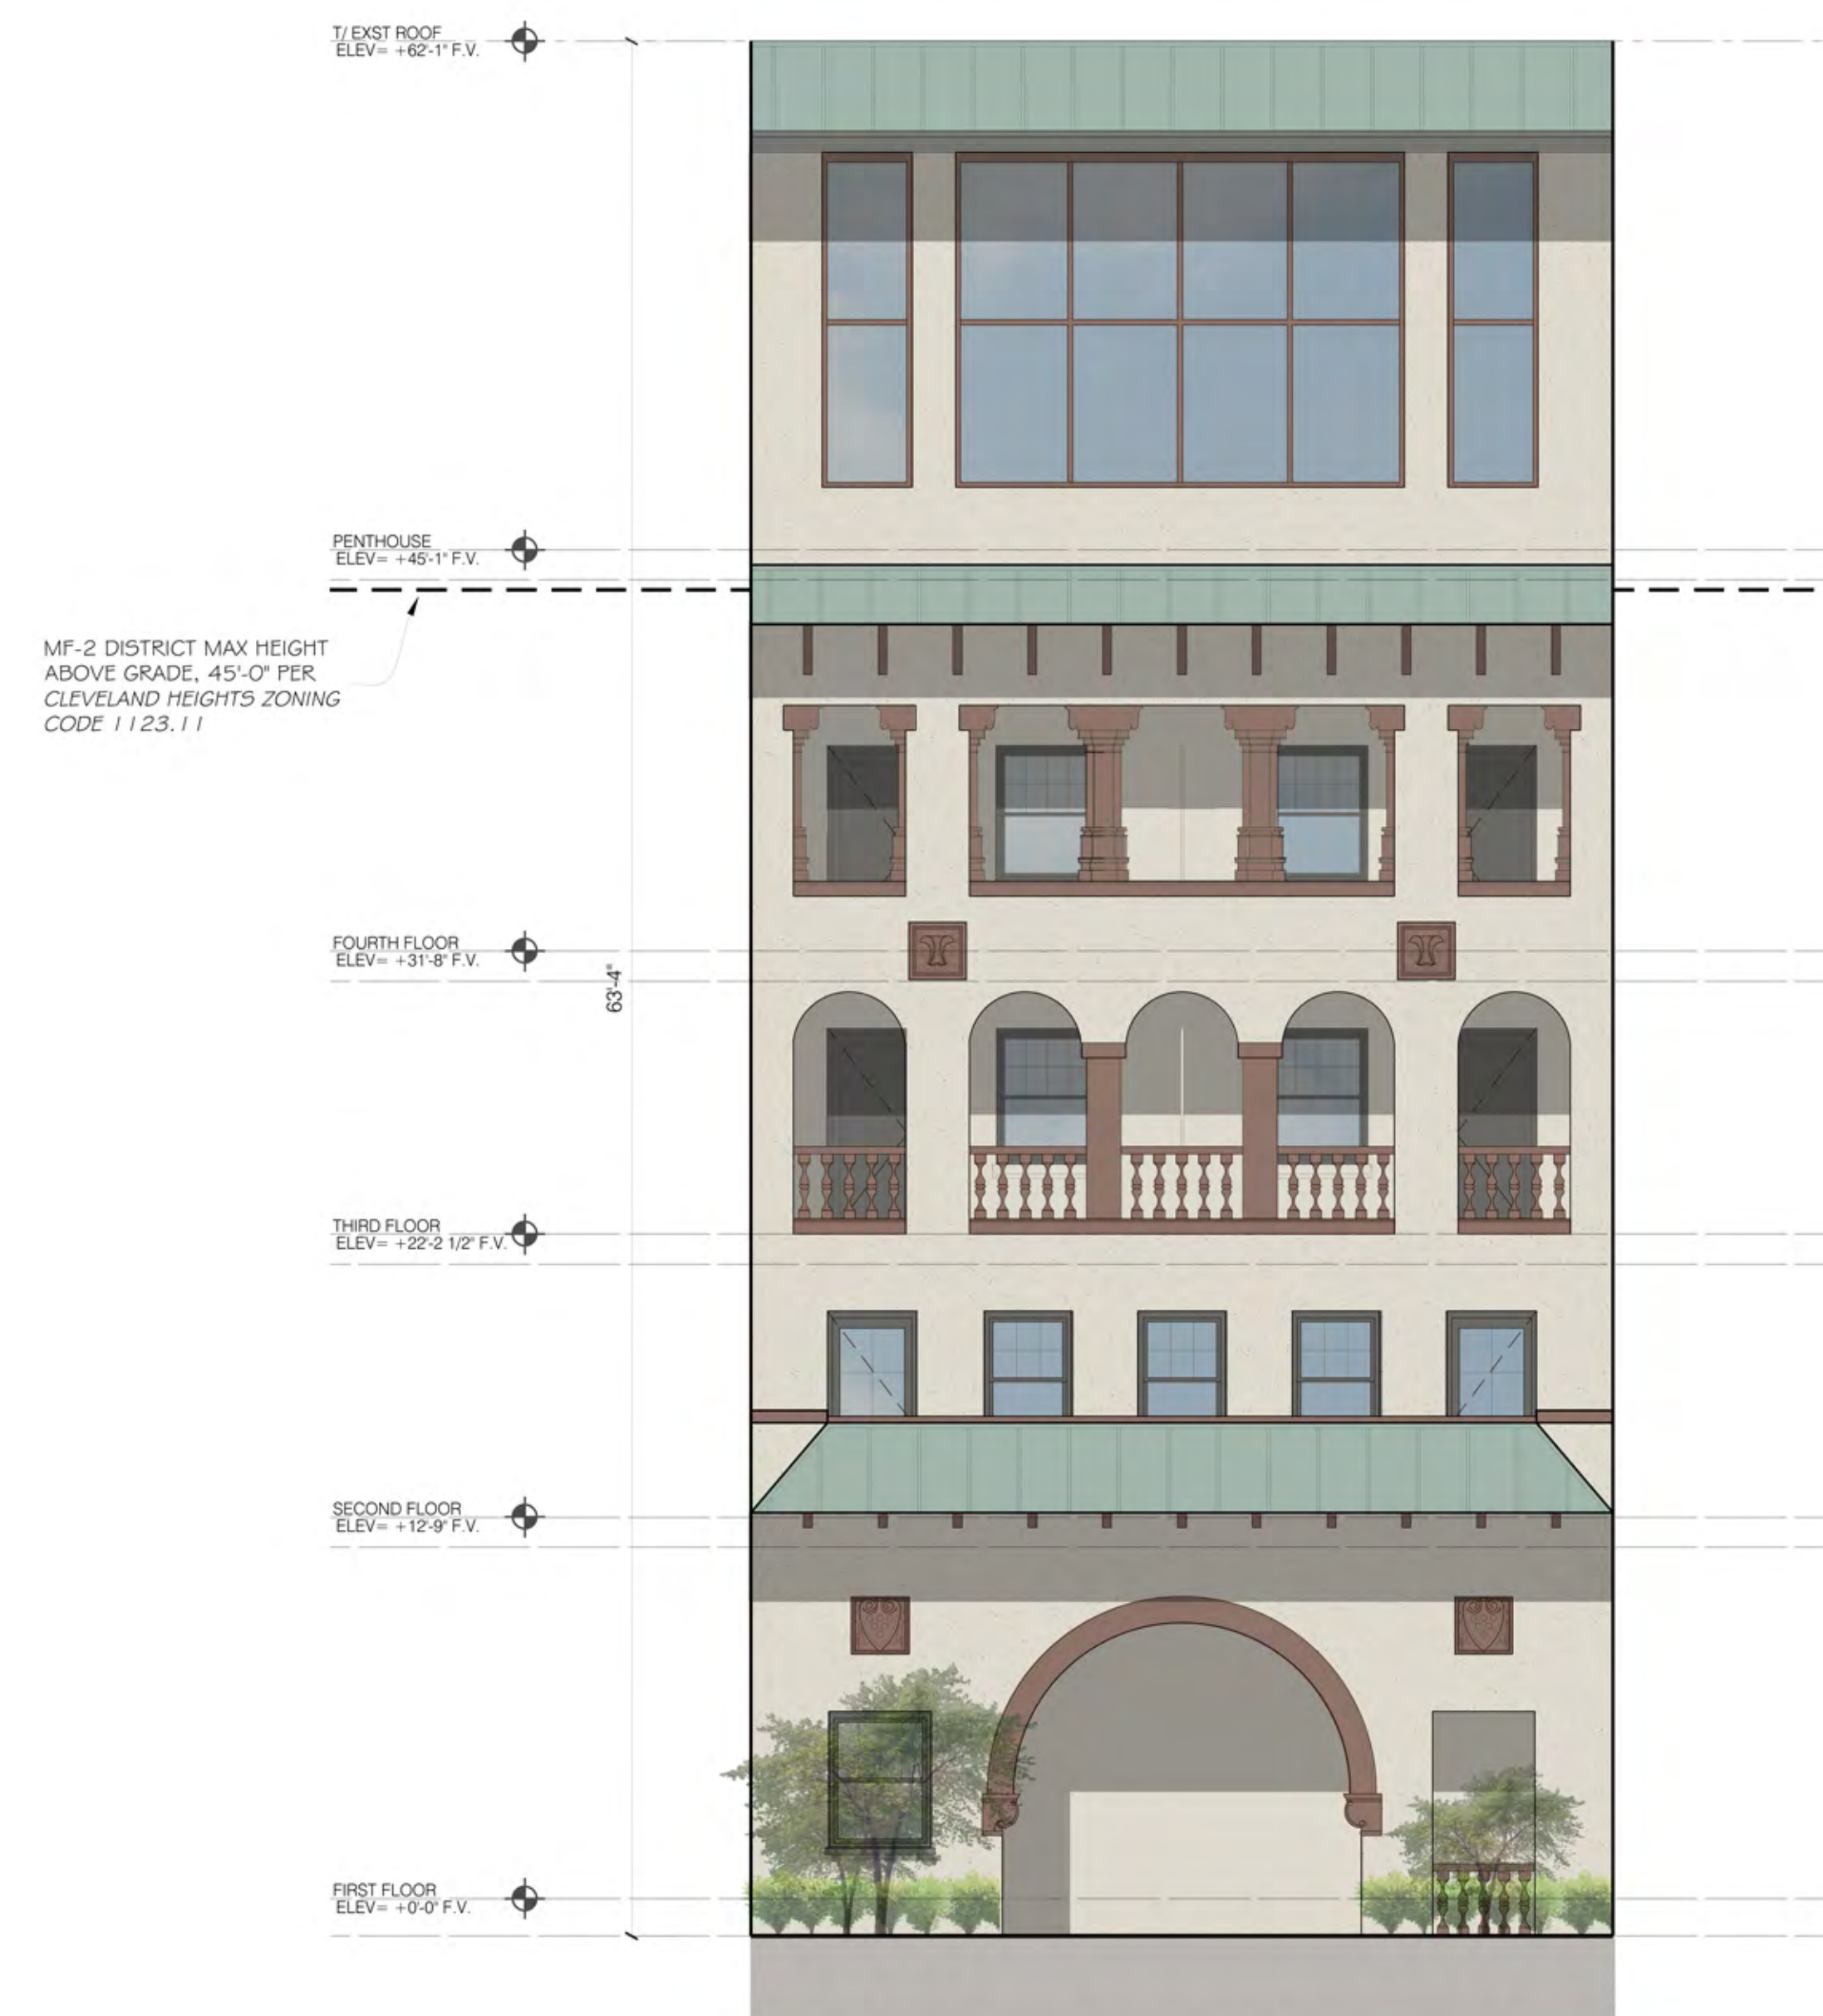 T/ EXST ROOF
ELEV= +62'-1" F.V.
PENTHOUSE
ELEV= +45'-1" F.V.
MF-2 DISTRICT MAX HEIGHT
ABOVE GRADE, 45'-0" PER
CLEVELAND HEIGHTS ZONING
CODE 1123.11
FOURTH FLOOR
ELEV= +31'-8" F.V.
63'-4"
THIRD FLOOR
ELEV= +22'-2 1/2" F.V.
SECOND FLOOR
ELEV= +12'-9" F.V.
FIRST FLOOR
ELEV= +0'-0" F.V.